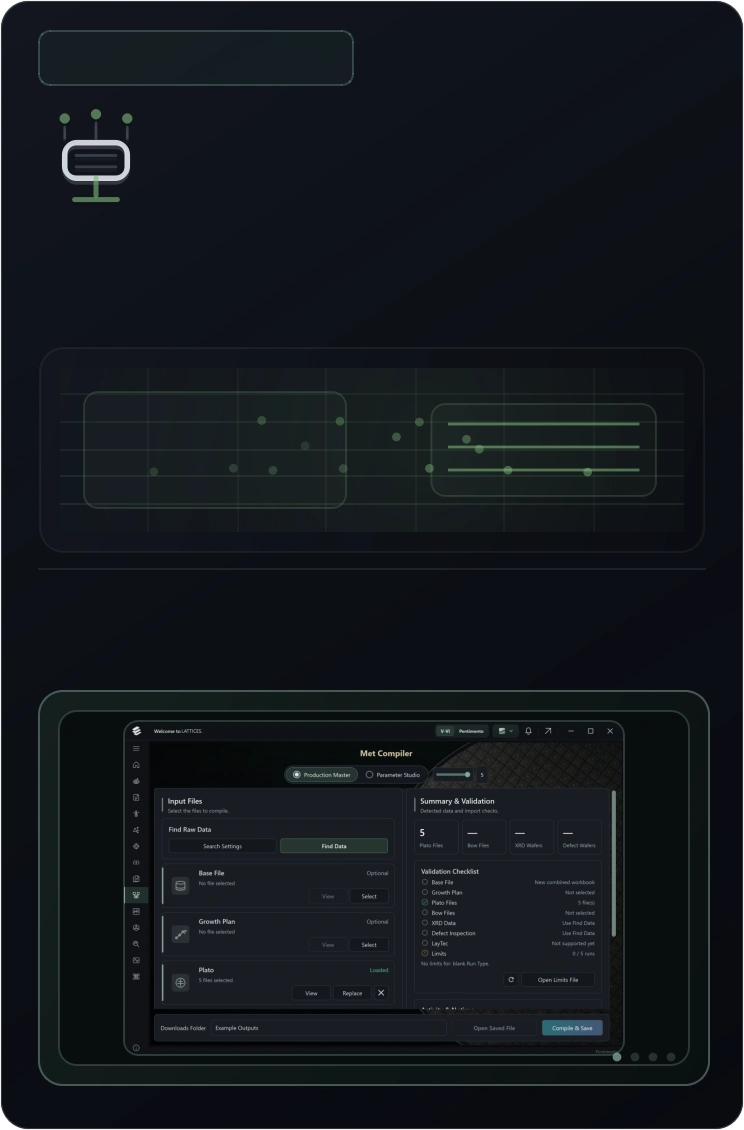 Welcome to LATTICES
V-VI
Pentimento
Met Compiler
Production Master
Parameter Studio
5
Input Files
Select the files to compile.
Find Raw Data
Search Settings
Find Data
Base File
Optional
No file selected
View
Select
Growth Plan
Optional
No file selected
View
Select
Plato
Loaded
5 files selected
View
Replace
Summary & Validation
Detected data and import checks.
5
—
—
—
Plato Files
Bow Files
XRD Wafers
Defect Wafers
Validation Checklist
Base File
New combined workbook
Growth Plan
Not selected
Plato Files
5 file(s)
Bow Files
Not selected
XRD Data
Use Find Data
Defect Inspection
Use Find Data
LayTec
Not supported yet
Limits
0 / 5 runs
No limits for: blank Run Type.
Open Limits File
Downloads Folder
Example Outputs
Open Saved File
Compile & Save